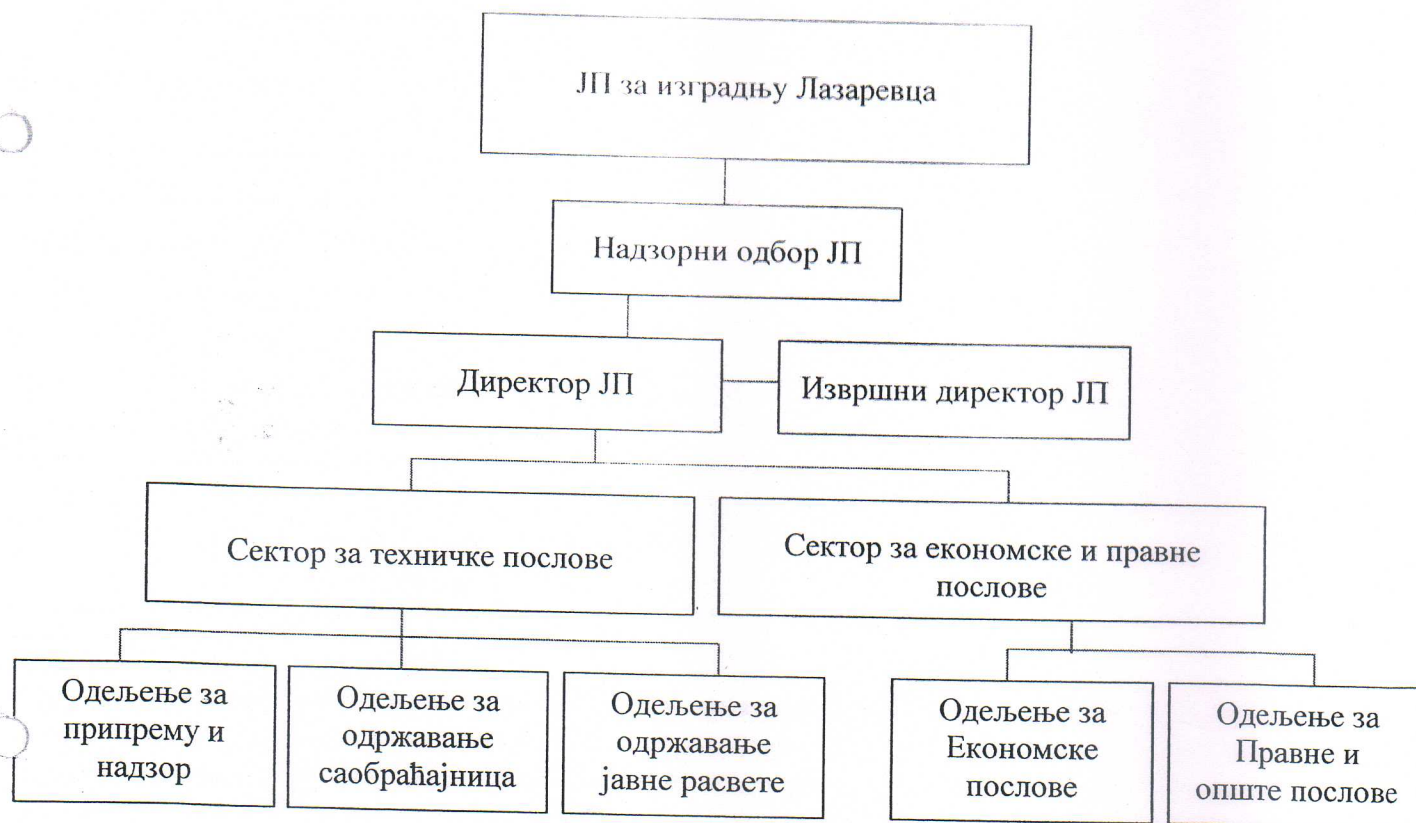 ЈП за изградњу Лазаревца
Надзорни одбор ЈП
Директор ЈП
Извршни директор ЈП
Сектор за техничке послове
Сектор за економске и правне
послове
Одељење за
припрему и
надзор
Одељење за
одржавање
саобраћајница
Одељење за
одржавање
јавне расвете
Одељење за
Економске
послове
Одељење за
Правне и
опште послове